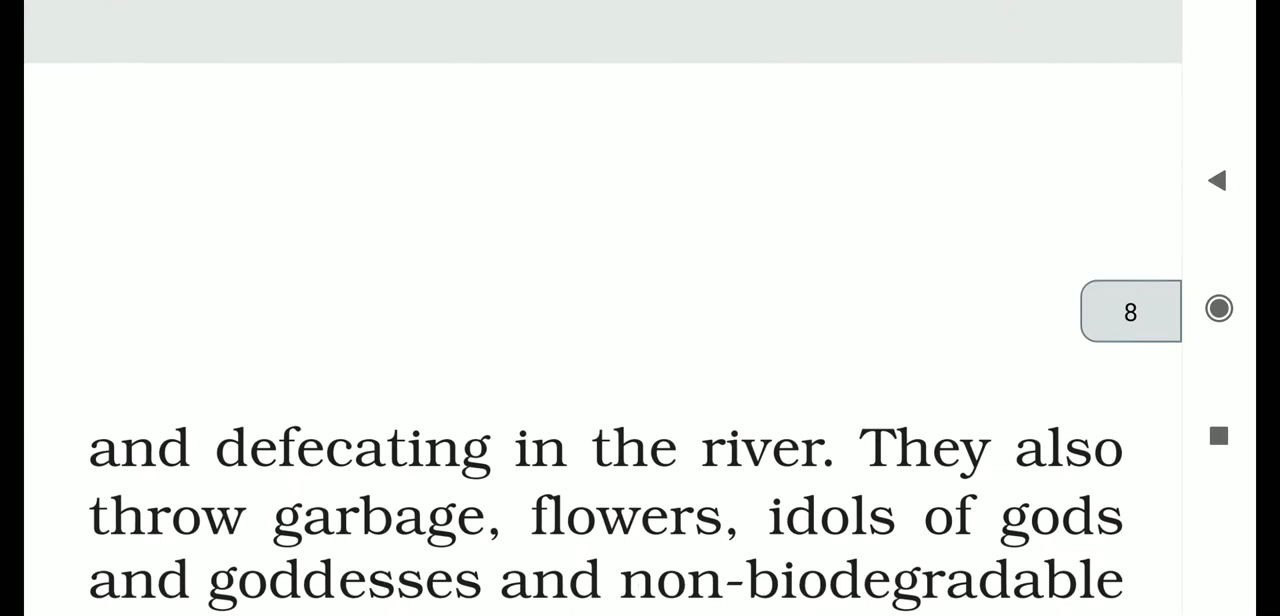 8
and defecating in the river. They also
throw garbage, flowers, idols of gods
and goddesses and non-biodegradable